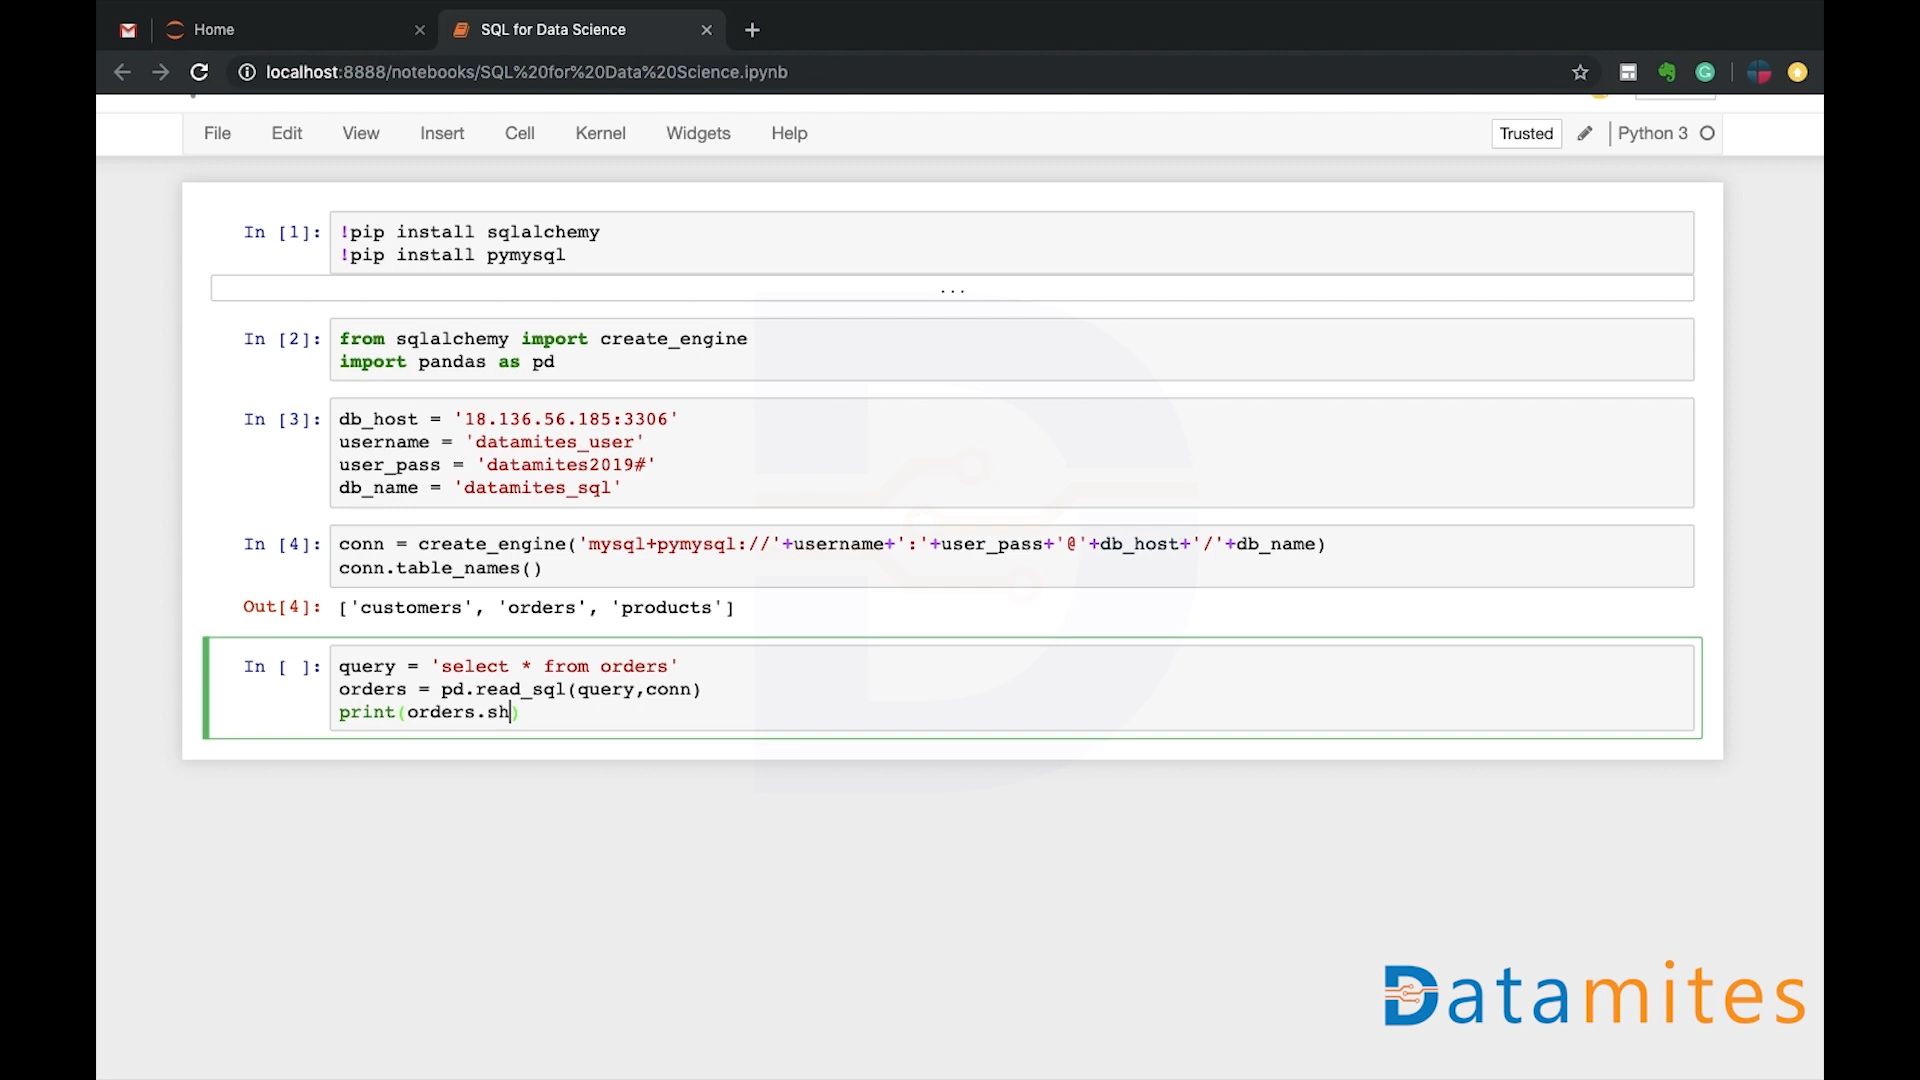 Home
SQL for Data Science
localhost:8888/notebooks/SQL%20for%20Data%20Science.ipynb
File Edit View Insert Cell Kernel Widgets Help
Trusted
Python 3
In [1]: !pip install sqlalchemy
!pip install pymysql
...
In [2]: from sqlalchemy import create_engine
import pandas as pd
In [3]: db_host = '18.136.56.185:3306'
username = 'datamites_user'
user_pass = 'datamites2019#'
db_name = 'datamites_sql'
In [4]: conn = create_engine('mysql+pymysql://'+username+':'+user_pass+'@'+db_host+'/'+db_name)
conn.table_names()
Out[4]: ['customers', 'orders', 'products']
In [ ]: query = 'select * from orders'
orders = pd.read_sql(query,conn)
print(orders.sh)
Datamites